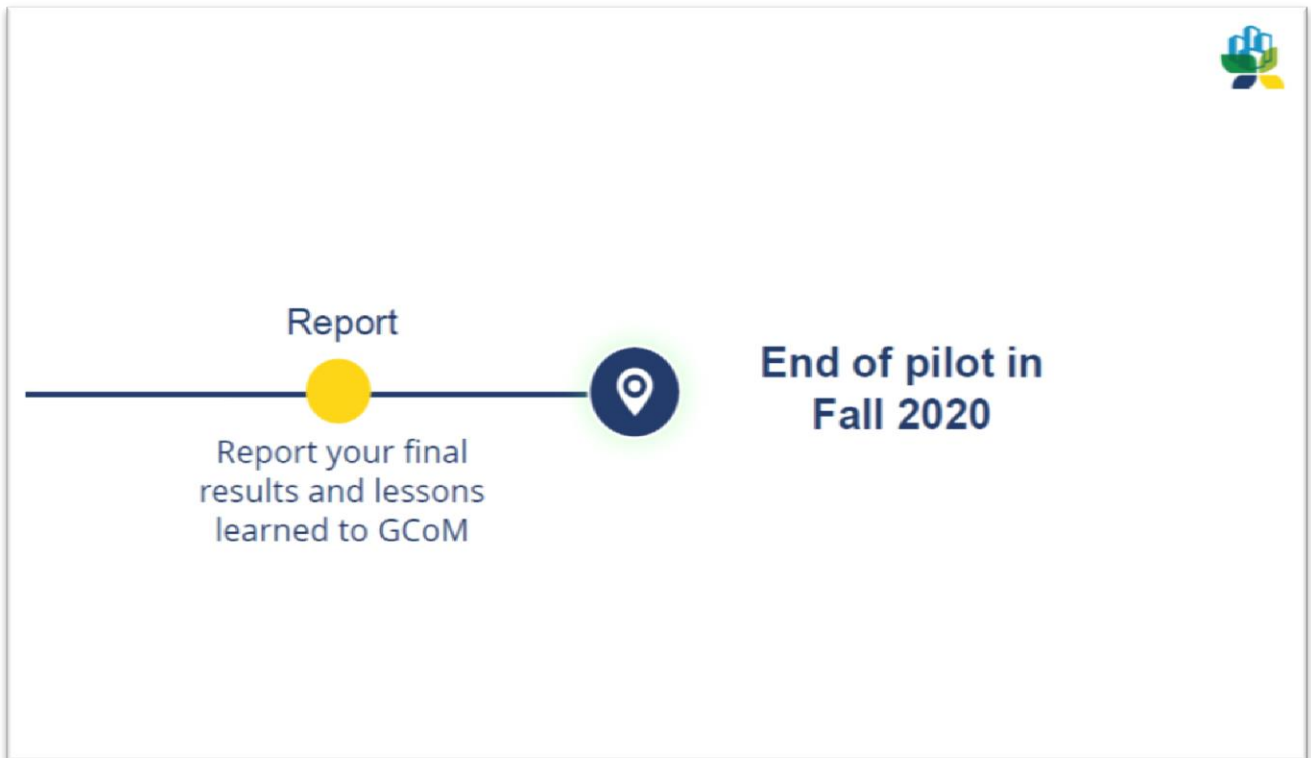 Report
Report your final
results and lessons
learned to GCoM
End of pilot in
Fall 2020